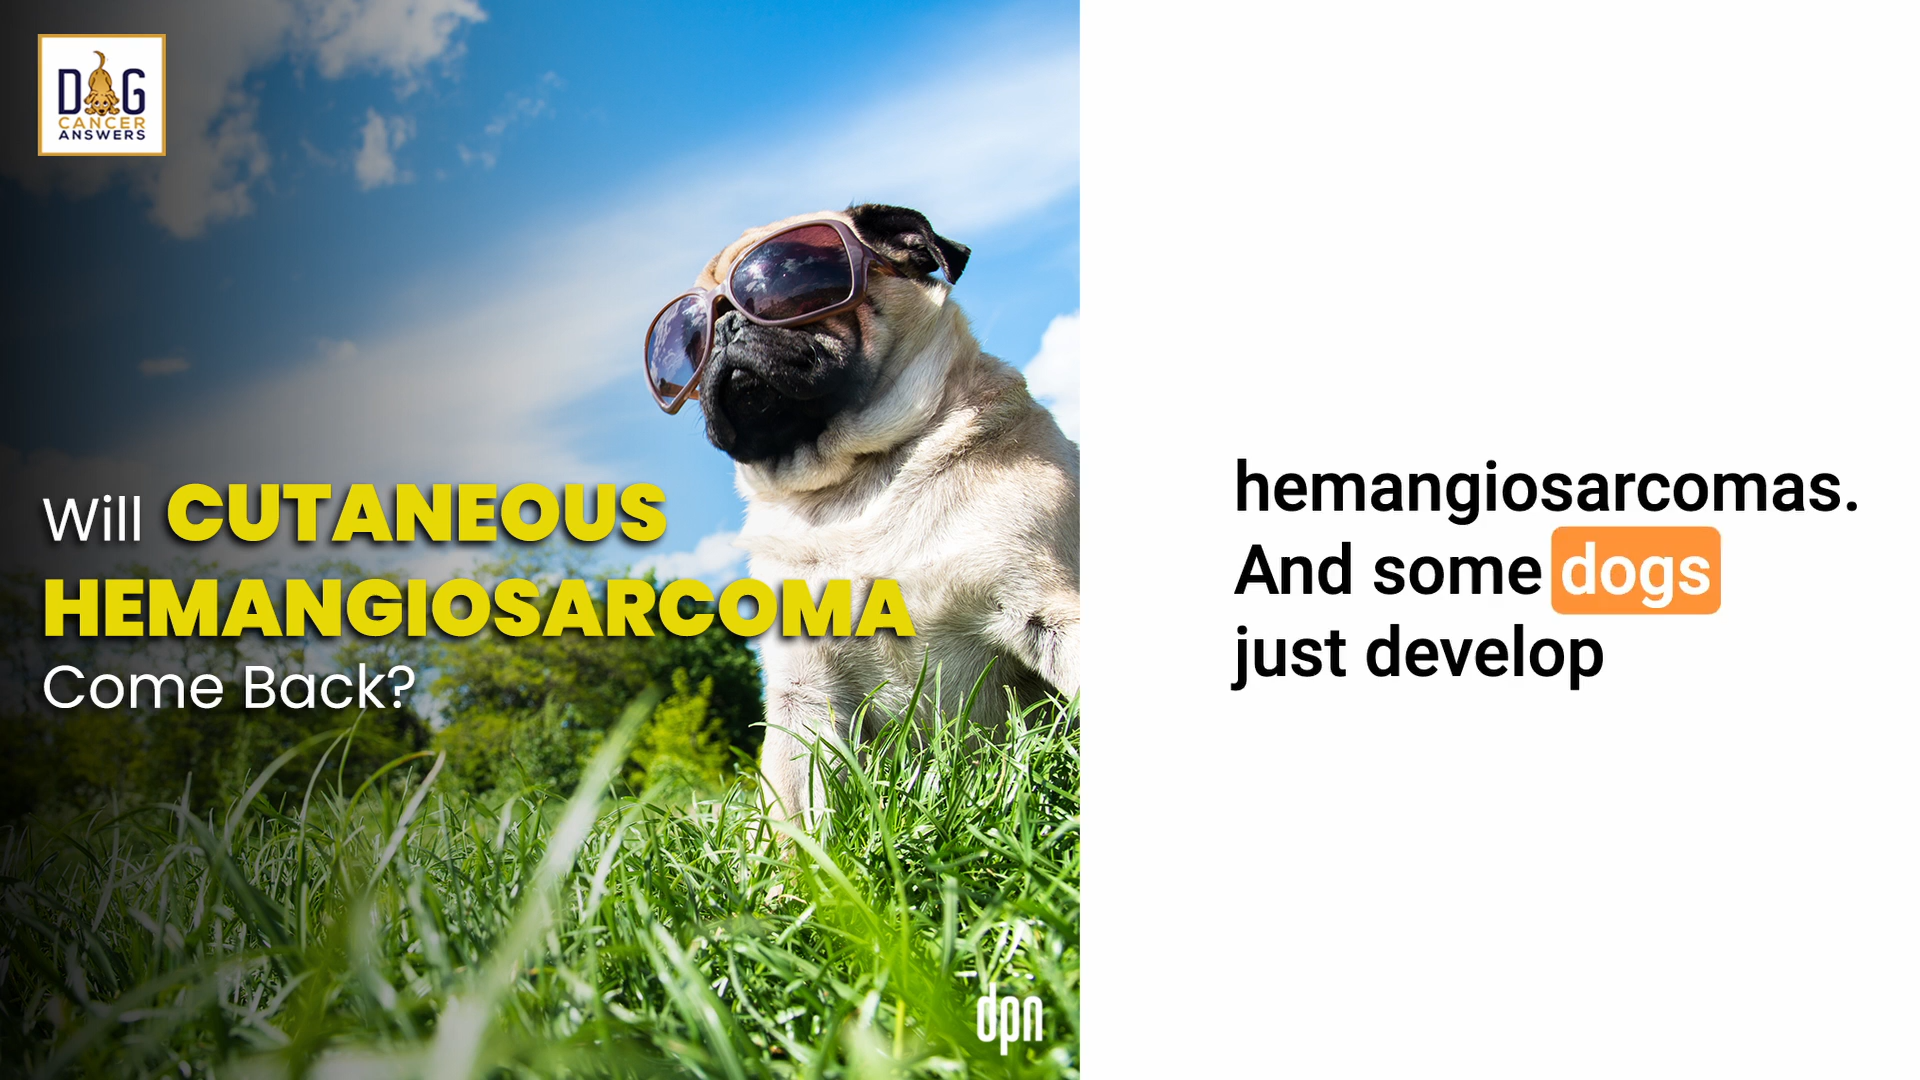 DOG
CANCER
ANSWERS
Will CUTANEOUS
HEMANGIOSARCOMA
Come Back?
dpn
hemangiosarcomas.
And some dogs
just develop